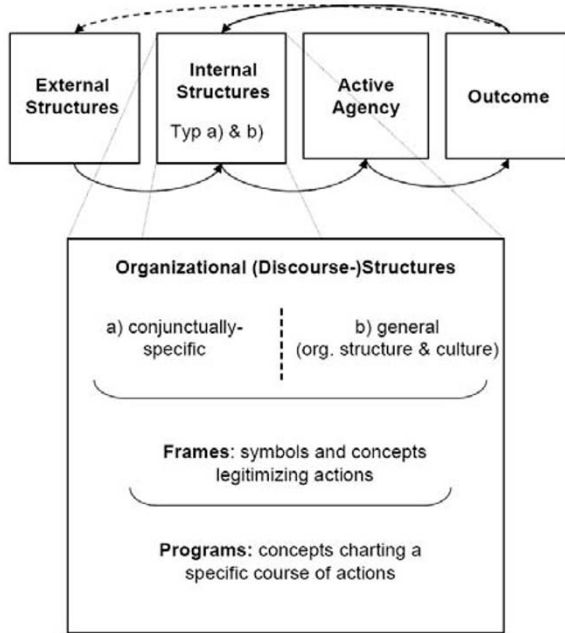 External
Structures
Internal
Structures
Typ a) & b)
Active
Agency
Outcome
Organizational (Discourse-)Structures
a) conjunctually-
specific
b) general
(org. structure & culture)
Frames: symbols and concepts
legitimizing actions
Programs: concepts charting a
specific course of actions